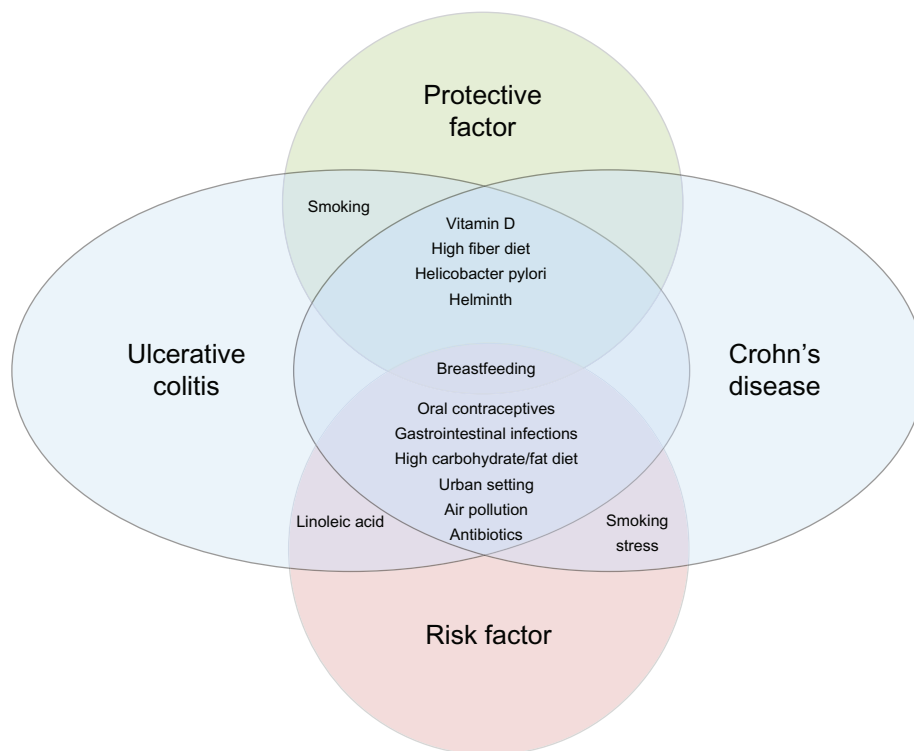 Protective
factor
Smoking
Vitamin D
High fiber diet
Helicobacter pylori
Helminth
Ulcerative
colitis
Crohn's
disease
Breastfeeding
Oral contraceptives
Gastrointestinal infections
High carbohydrate/fat diet
Urban setting
Air pollution
Antibiotics
Linoleic acid
Smoking
stress
Risk factor